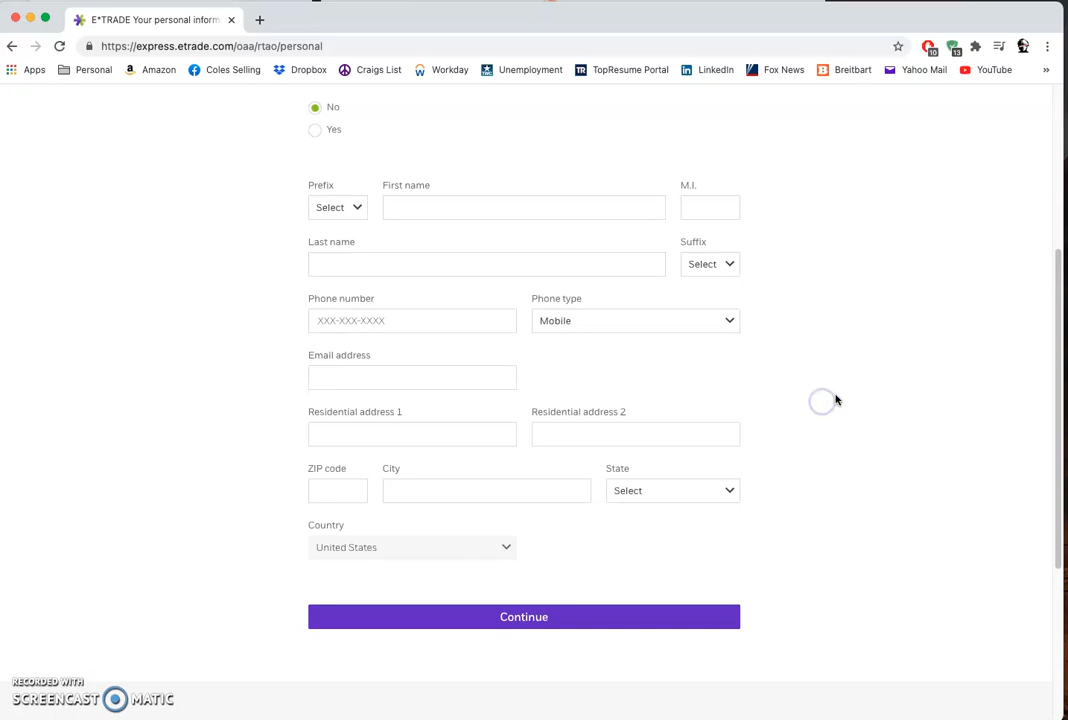 E*TRADE Your personal inform
https://express.etrade.com/oaa/rtao/personal
10
13
Apps Personal Amazon Coles Selling Dropbox Craigs List Workday Unemployment TopResume Portal LinkedIn Fox News Breitbart Yahoo Mail YouTube »
No
Yes
Prefix First name M.I.
Select
Last name Suffix
Select
Phone number Phone type
XXX-XXX-XXXX Mobile
Email address
Residential address 1 Residential address 2
ZIP code City State
Select
Country
United States
Continue
RECORDED WITH
SCREENCAST MATIC